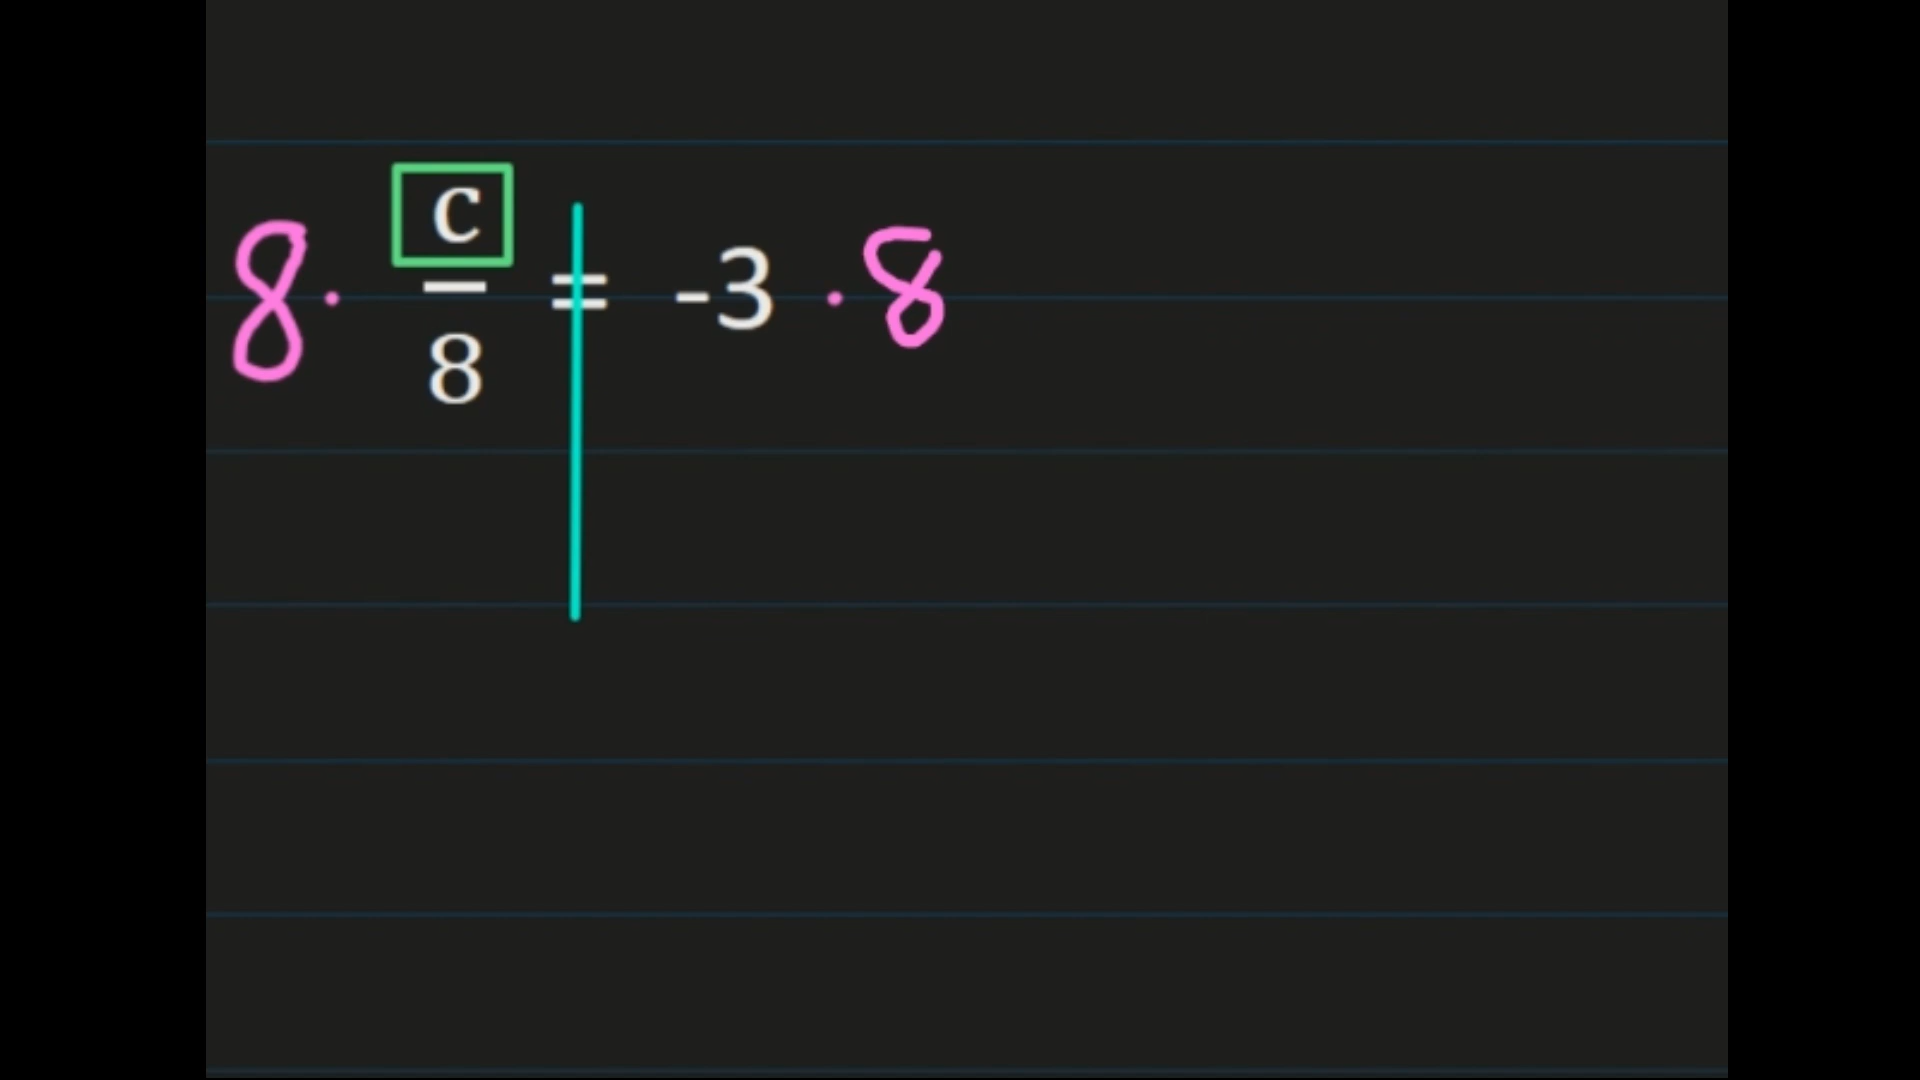 8 · c/8 = -3 · 8